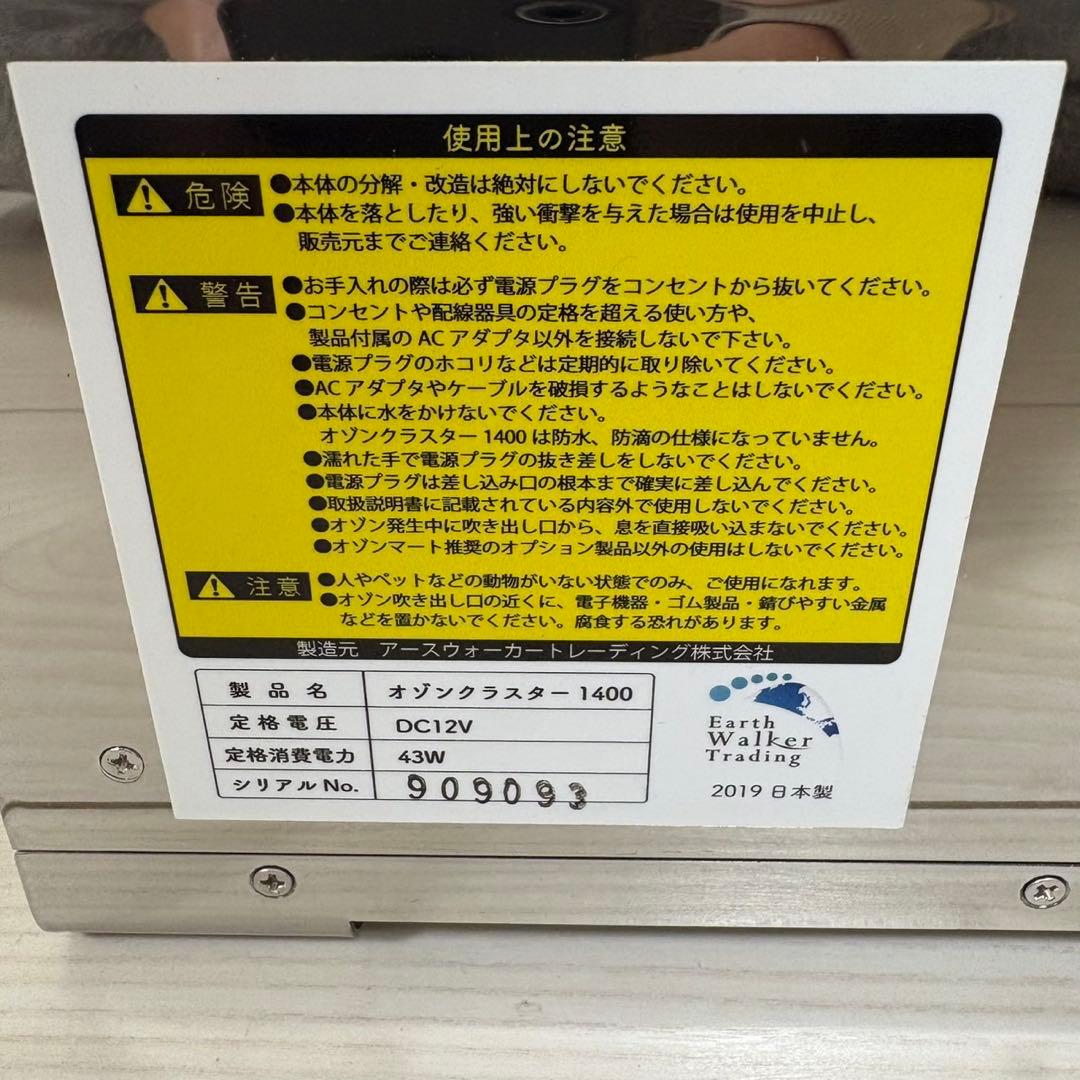 使用上の注意
危険
●本体の分解・改造は絶対にしないでください。
●本体を落としたり、強い衝撃を与えた場合は使用を中止し、
販売元までご連絡ください。
警告
●お手入れの際は必ず電源プラグをコンセントから抜いてください。
●コンセントや配線器具の定格を超える使い方や、
製品付属の AC アダプタ以外を接続しないで下さい。
●電源プラグのホコリなどは定期的に取り除いてください。
●AC アダプタやケーブルを破損するようなことはしないでください。
●本体に水をかけないでください。
オゾンクラスター 1400 は防水、防滴の仕様になっていません。
●濡れた手で電源プラグの抜き差しをしないでください。
●電源プラグは差し込み口の根本まで確実に差し込んでください。
●取扱説明書に記載されている内容外で使用しないでください。
●オゾン発生中に吹き出し口から、息を直接吸い込まないでください。
●オゾンマート推奨のオプション製品以外の使用はしないでください。
注意
●人やペットなどの動物がいない状態でのみ、ご使用になれます。
●オゾン吹き出し口の近くに、電子機器・ゴム製品・錆びやすい金属
などを置かないでください。腐食する恐れがあります。
製造元 アースウォーカートレーディング株式会社
製品名 オゾンクラスター 1400
定格電圧 DC12V
定格消費電力 43W
シリアル No. 909093
Earth
Walker
Trading
2019 日本製